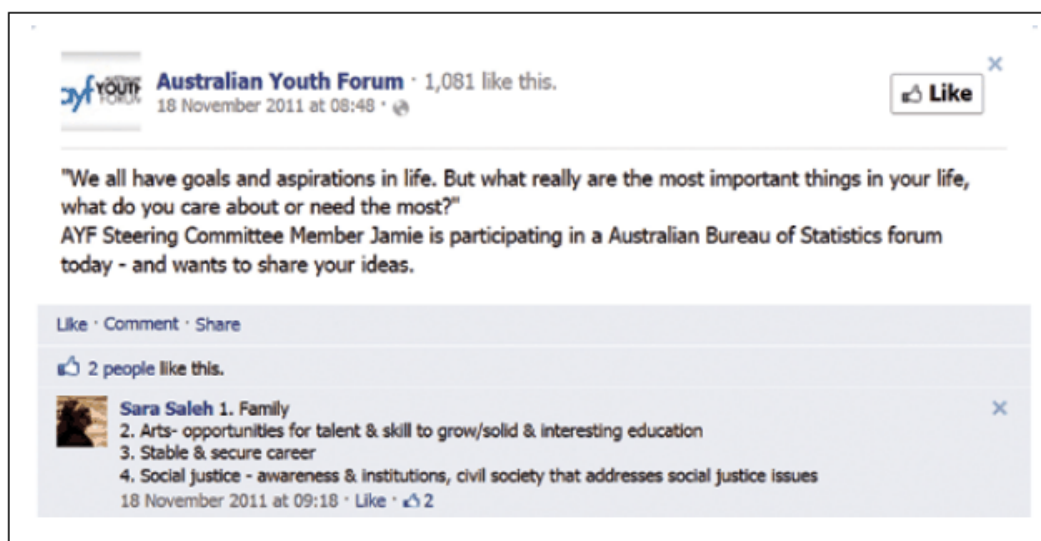 ayf AUSTRALIAN YOUTH FORUM
Australian Youth Forum · 1,081 like this.
18 November 2011 at 08:48 ·
Like
"We all have goals and aspirations in life. But what really are the most important things in your life,
what do you care about or need the most?"
AYF Steering Committee Member Jamie is participating in a Australian Bureau of Statistics forum
today - and wants to share your ideas.
Like · Comment · Share
2 people like this.
Sara Saleh 1. Family
2. Arts- opportunities for talent & skill to grow/solid & interesting education
3. Stable & secure career
4. Social justice - awareness & institutions, civil society that addresses social justice issues
18 November 2011 at 09:18 · Like · 2